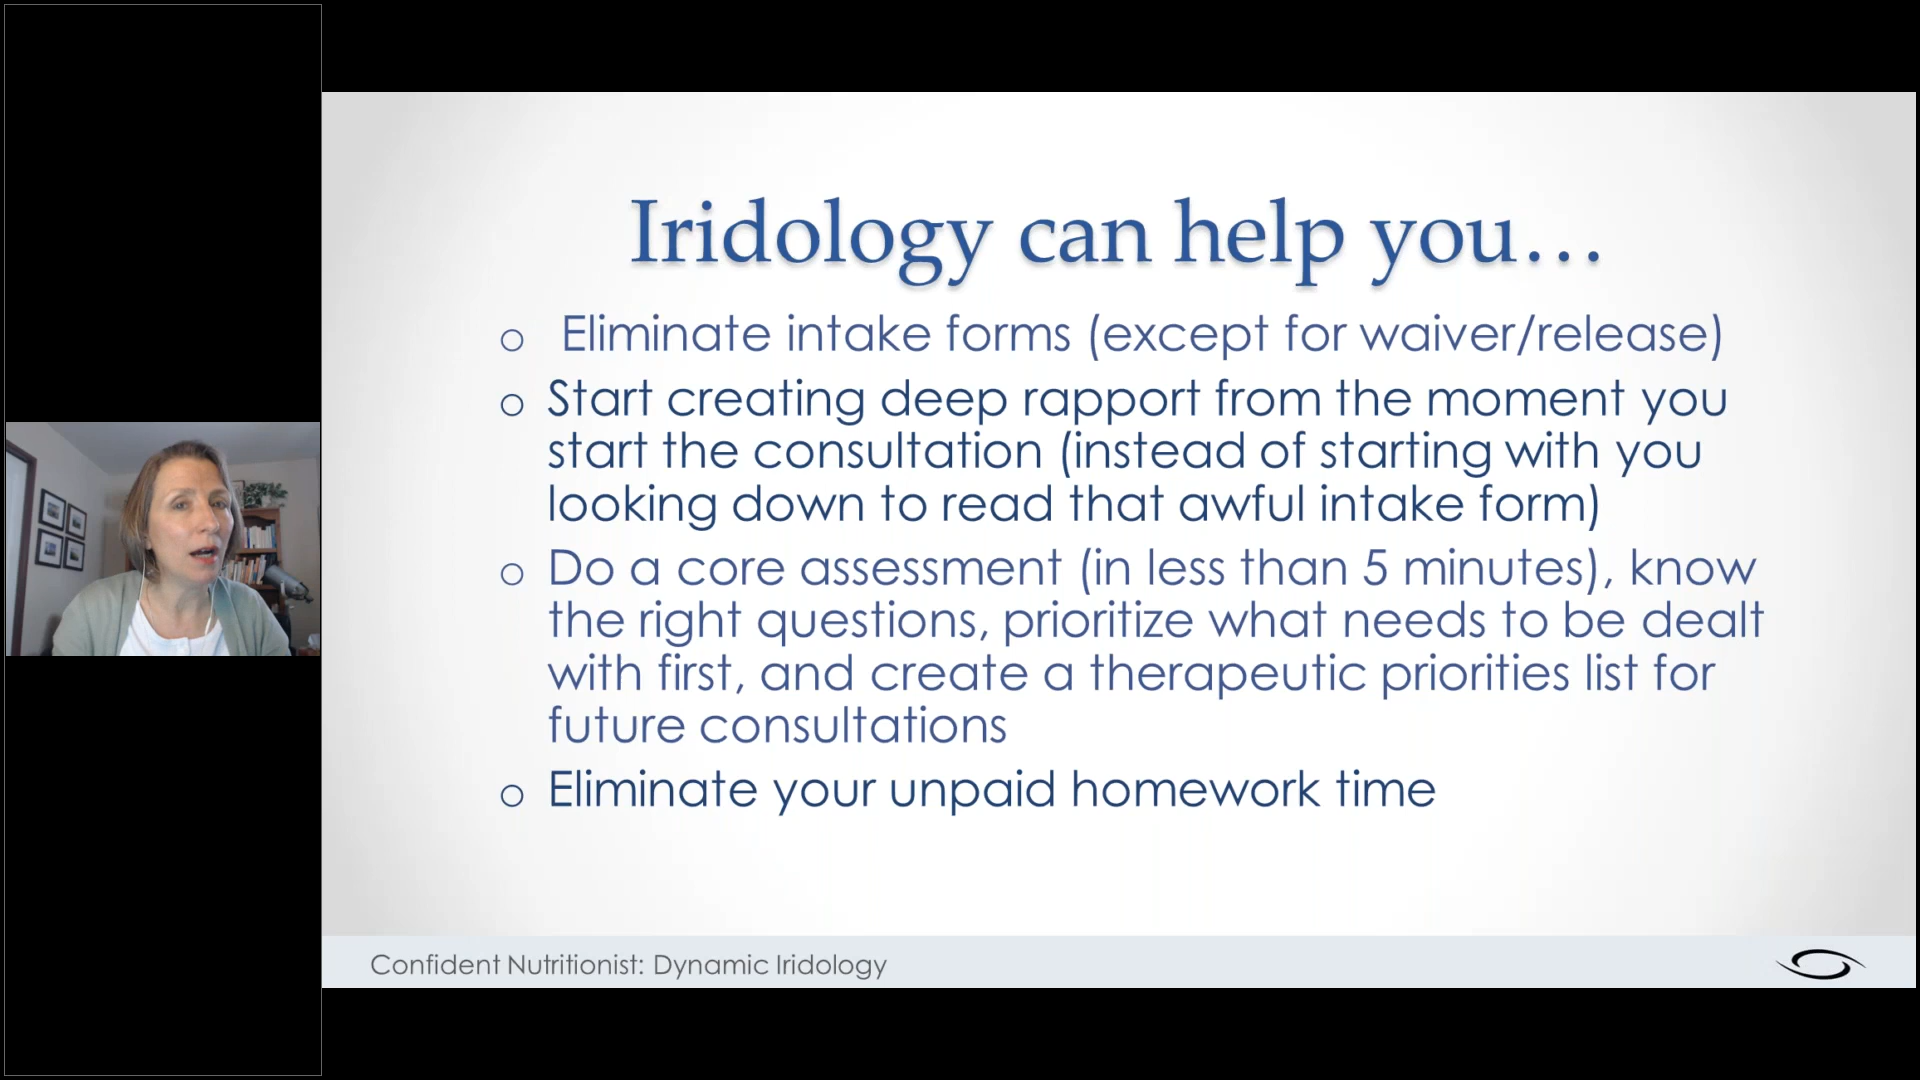 Iridology can help you…
o Eliminate intake forms (except for waiver/release)
o Start creating deep rapport from the moment you
start the consultation (instead of starting with you
looking down to read that awful intake form)
o Do a core assessment (in less than 5 minutes), know
the right questions, prioritize what needs to be dealt
with first, and create a therapeutic priorities list for
future consultations
o Eliminate your unpaid homework time
Confident Nutritionist: Dynamic Iridology